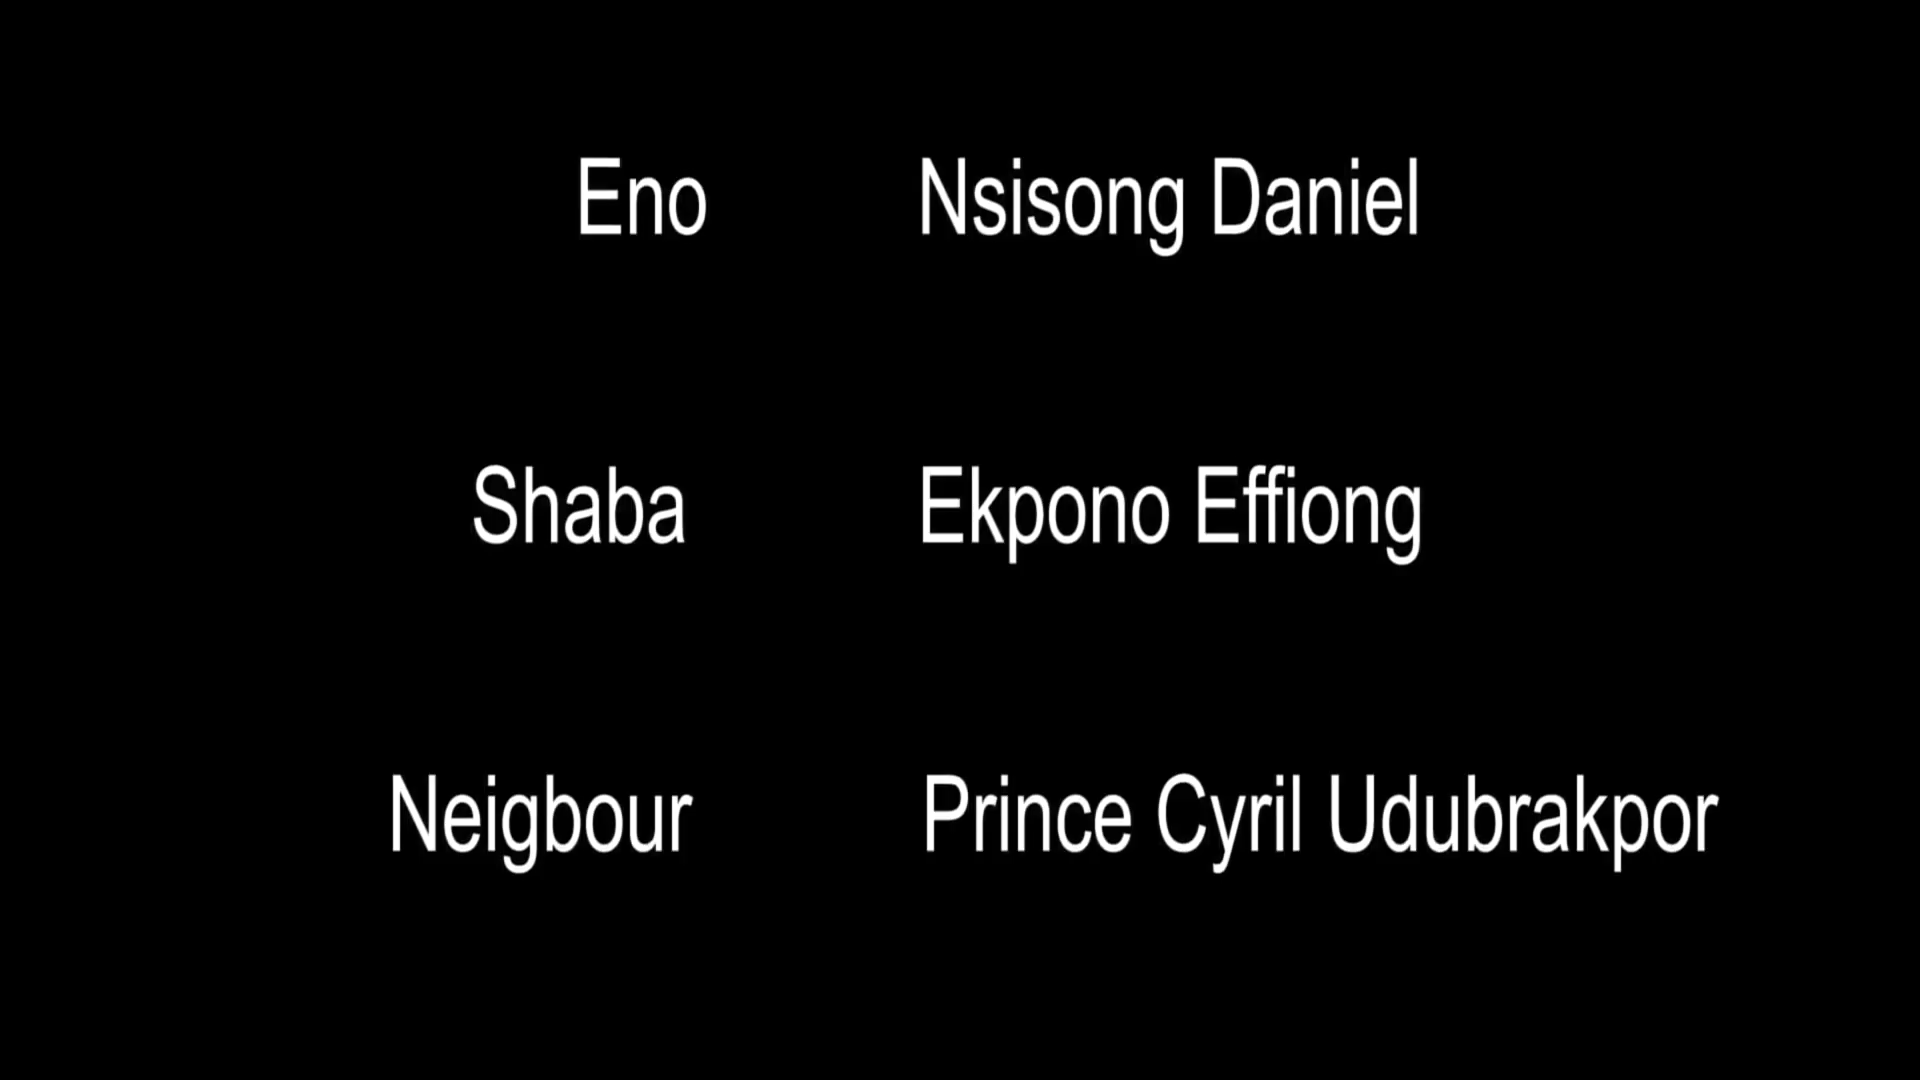 Eno Nsisong Daniel
Shaba Ekpono Effiong
Neigbour Prince Cyril Udubrakpor